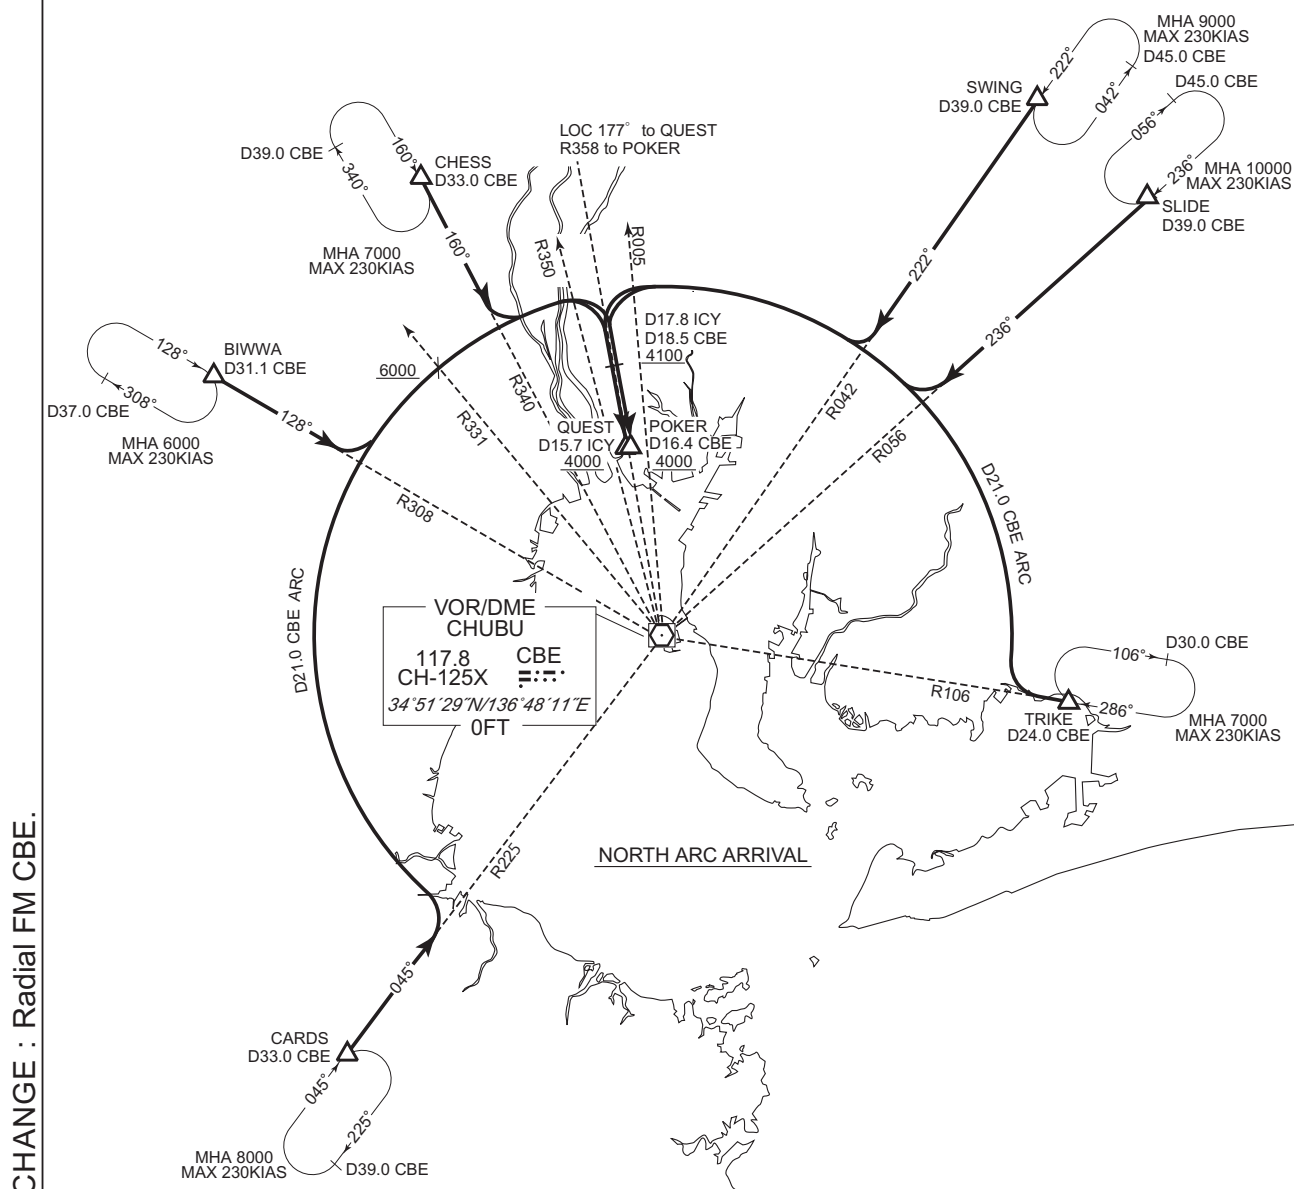 MHA 9000
MAX 230KIAS
D45.0 CBE
222°
042°
SWING
D39.0 CBE
D45.0 CBE
056°
236°
MHA 10000
MAX 230KIAS
SLIDE
D39.0 CBE
LOC 177° to QUEST
R358 to POKER
D39.0 CBE
160°
340°
CHESS
D33.0 CBE
MHA 7000
MAX 230KIAS
160°
R350
R005
222°
236°
D17.8 ICY
D18.5 CBE
4100
128°
308°
BIWWA
D31.1 CBE
D37.0 CBE
MHA 6000
MAX 230KIAS
128°
6000
R331
R340
R042
R056
QUEST
D15.7 ICY
4000
POKER
D16.4 CBE
4000
R308
D21.0 CBE ARC
D21.0 CBE ARC
VOR/DME
CHUBU
117.8 CBE
CH-125X
34°51´29˝N/136°48´11˝E
0FT
R106
106°
D30.0 CBE
286°
TRIKE
D24.0 CBE
MHA 7000
MAX 230KIAS
R225
NORTH ARC ARRIVAL
045°
CARDS
D33.0 CBE
045°
225°
MHA 8000
MAX 230KIAS
D39.0 CBE
CHANGE : Radial FM CBE.